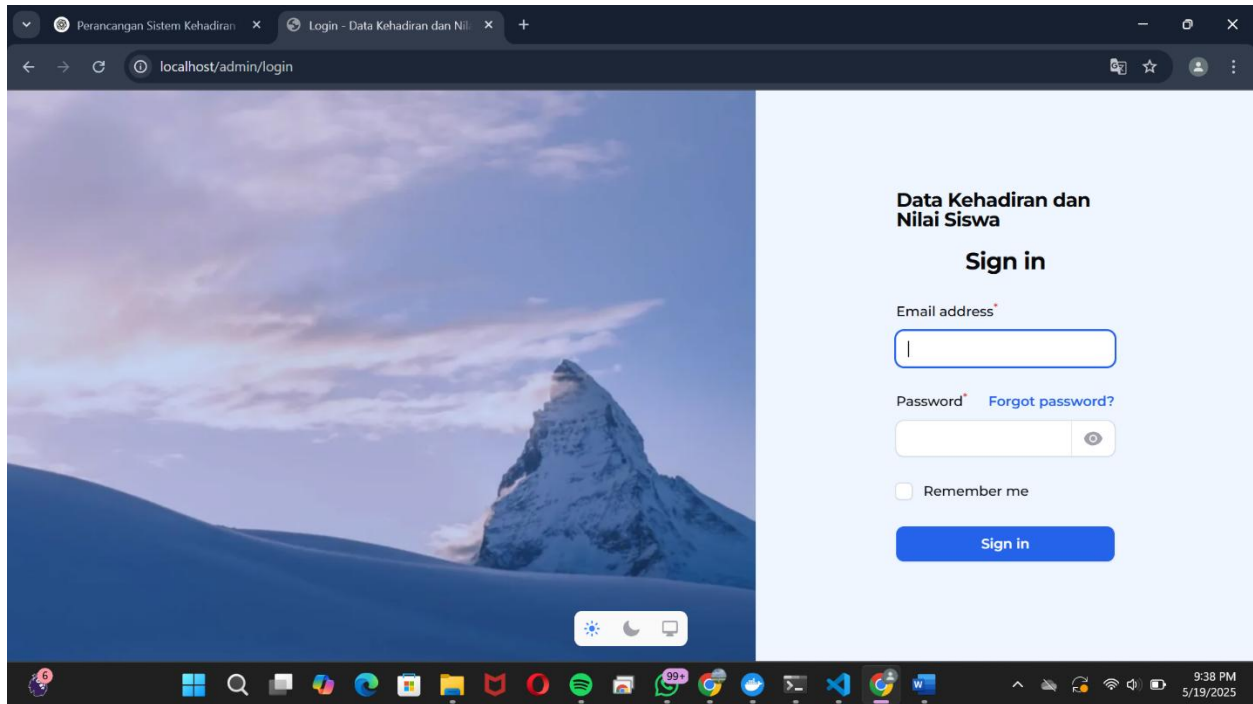 Perancangan Sistem Kehadiran
Login - Data Kehadiran dan Nil
localhost/admin/login
Data Kehadiran dan
Nilai Siswa
Sign in
Email address*
Password* Forgot password?
Remember me
Sign in
6
99+
9:38 PM
5/19/2025